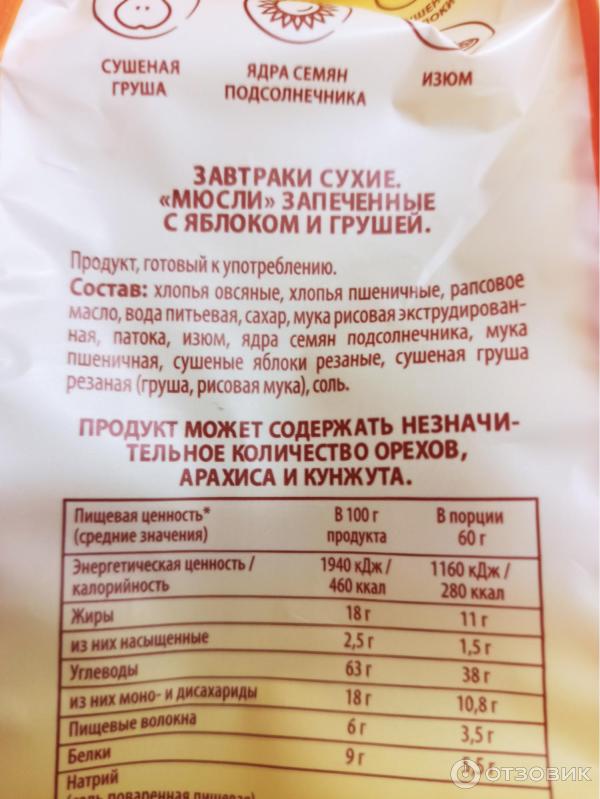 СУШЕНАЯ ГРУША
ЯДРА СЕМЯН ПОДСОЛНЕЧНИКА
ИЗЮМ
ЗАВТРАКИ СУХИЕ.
«МЮСЛИ» ЗАПЕЧЕННЫЕ
С ЯБЛОКОМ И ГРУШЕЙ.
Продукт, готовый к употреблению.
Состав: хлопья овсяные, хлопья пшеничные, рапсовое
масло, вода питьевая, сахар, мука рисовая экструдирован-
ная, патока, изюм, ядра семян подсолнечника, мука
пшеничная, сушеные яблоки резаные, сушеная груша
резаная (груша, рисовая мука), соль.
ПРОДУКТ МОЖЕТ СОДЕРЖАТЬ НЕЗНАЧИ-
ТЕЛЬНОЕ КОЛИЧЕСТВО ОРЕХОВ,
АРАХИСА И КУНЖУТА.
Пищевая ценность* (средние значения) В 100 г продукта В порции 60 г
Энергетическая ценность / калорийность 1940 кДж / 460 ккал 1160 кДж / 280 ккал
Жиры 18 г 11 г
из них насыщенные 2,5 г 1,5 г
Углеводы 63 г 38 г
из них моно- и дисахариды 18 г 10,8 г
Пищевые волокна 6 г 3,5 г
Белки 9 г
Натрий
(соль поваренная пищевая)
ОТЗОВИК